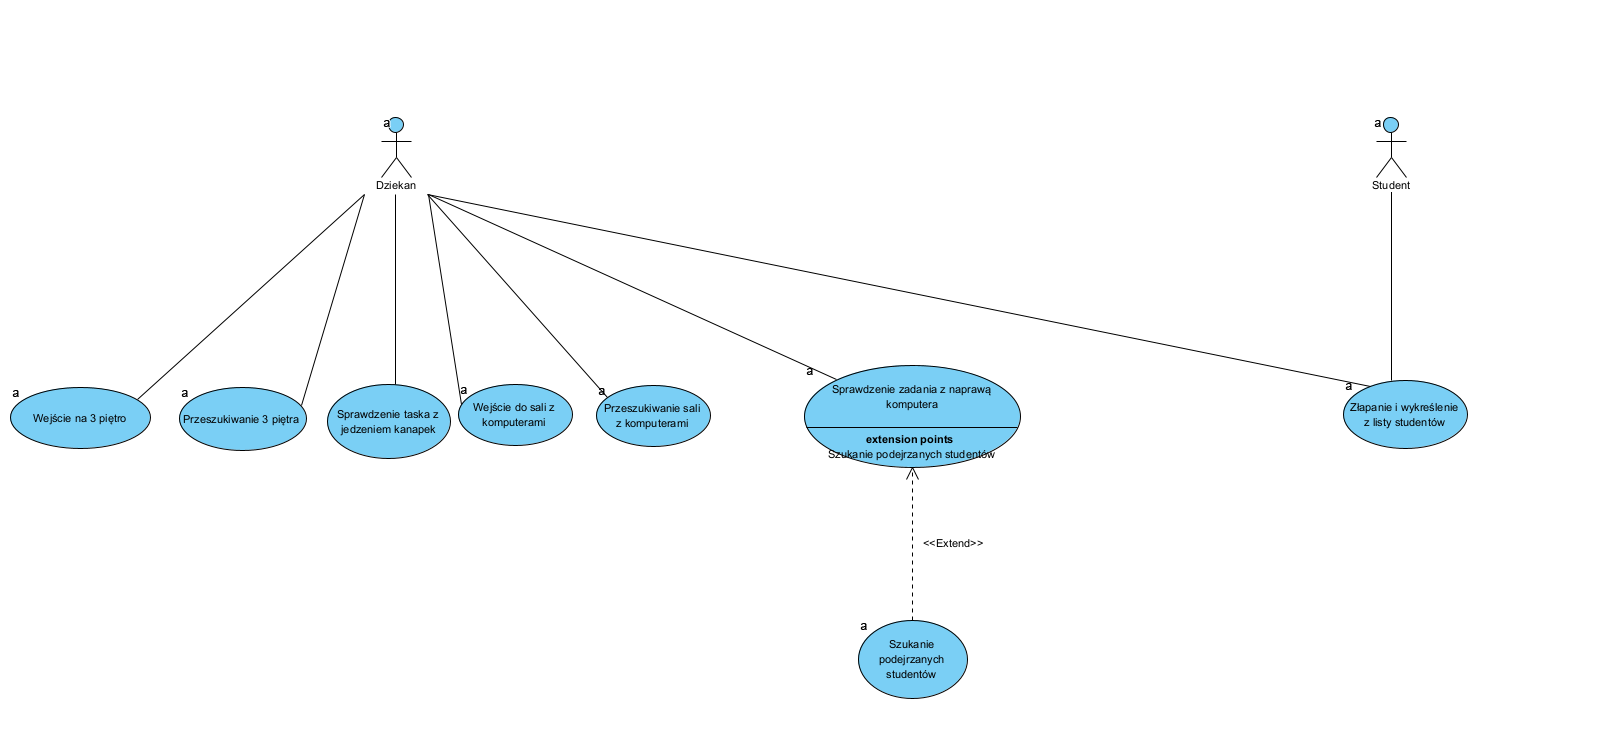 a
Dziekan
a
Student
a
Wejście na 3 piętro
a
Przeszukiwanie 3 piętra
Sprawdzenie taska z
jedzeniem kanapek
a
Wejście do sali z
komputerami
a
Przeszukiwanie sali
z komputerami
a
Sprawdzenie zadania z naprawą
komputera
extension points
Szukanie podejrzanych studentów
a
Złapanie i wykreślenie
z listy studentów
<<Extend>>
a
Szukanie
podejrzanych
studentów